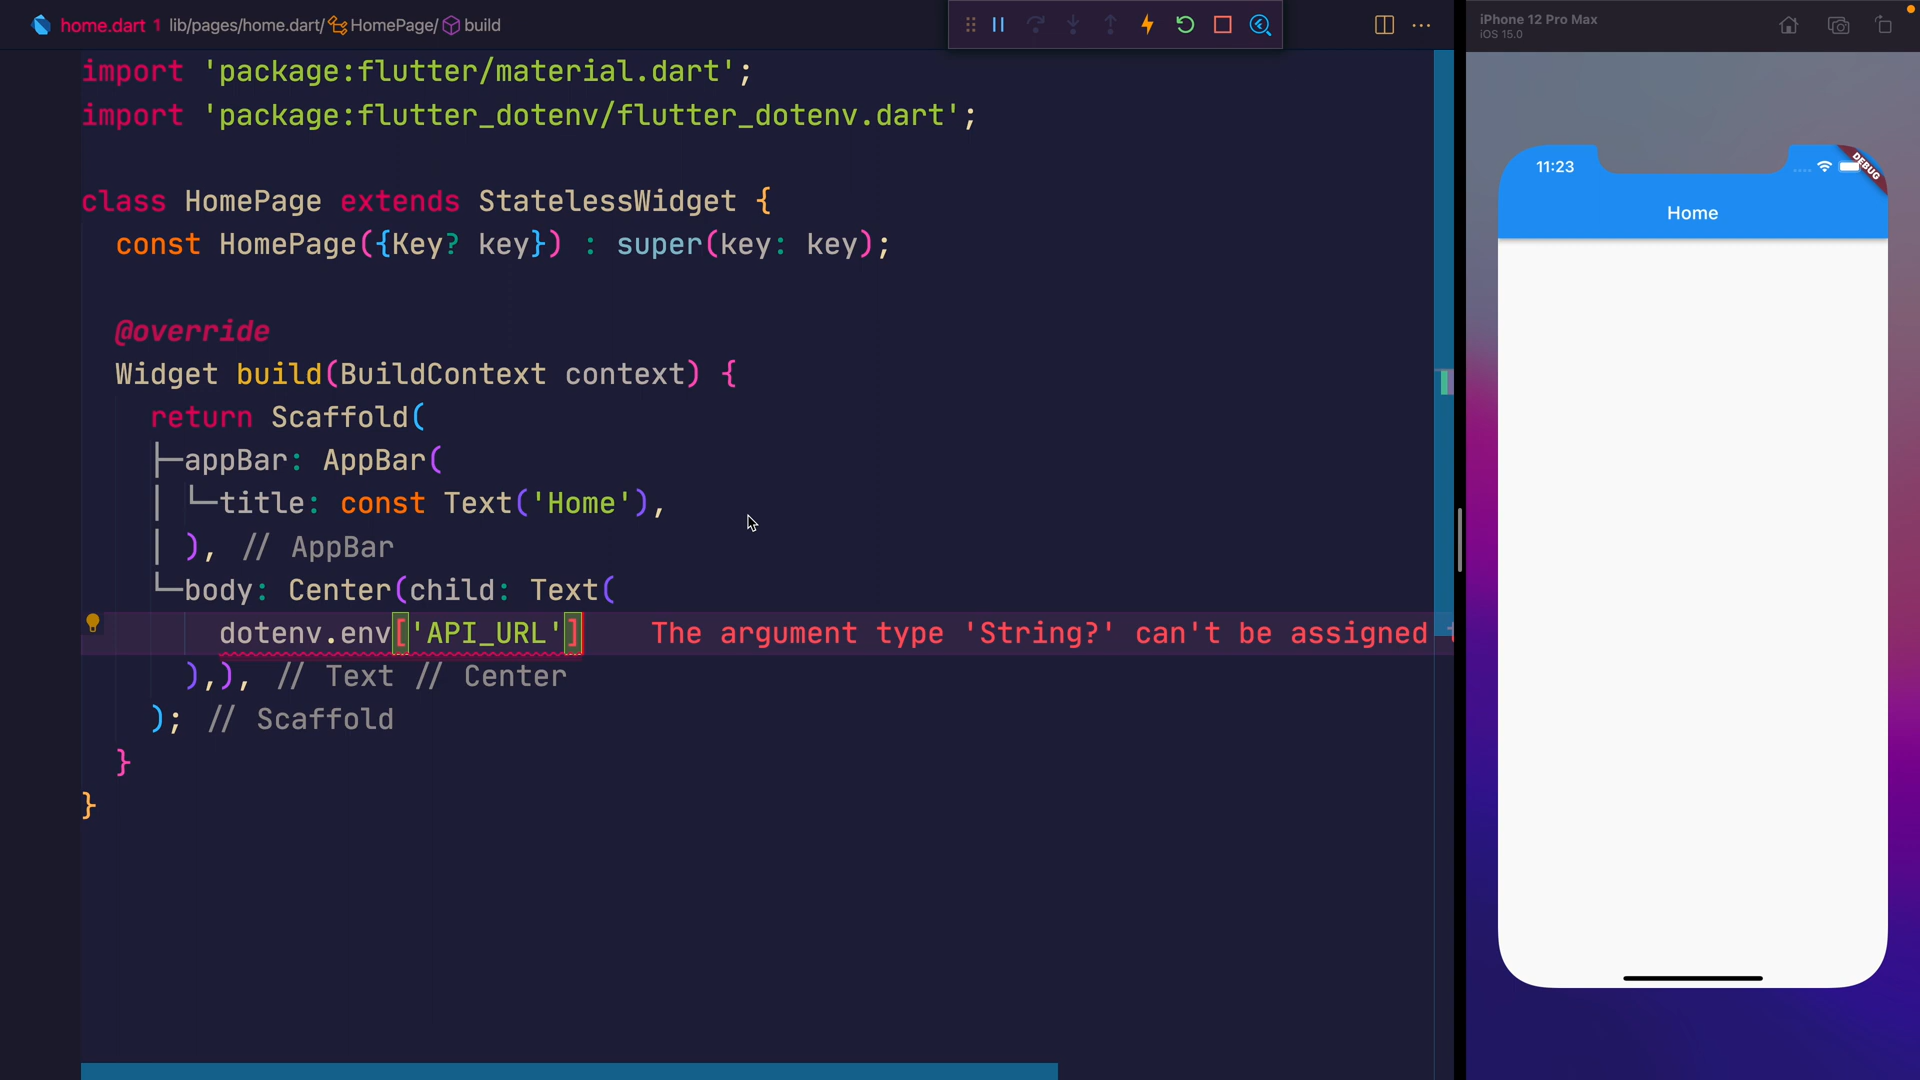 home.dart 1 lib/pages/home.dart/ HomePage/ build
import 'package:flutter/material.dart';
import 'package:flutter_dotenv/flutter_dotenv.dart';
class HomePage extends StatelessWidget {
const HomePage({Key? key}) : super(key: key);
@override
Widget build(BuildContext context) {
return Scaffold(
appBar: AppBar(
title: const Text('Home'),
), // AppBar
body: Center(child: Text(
dotenv.env['API_URL'] The argument type 'String?' can't be assigned
),), // Text // Center
); // Scaffold
}
}
iPhone 12 Pro Max
iOS 15.0
11:23
DEBUG
Home